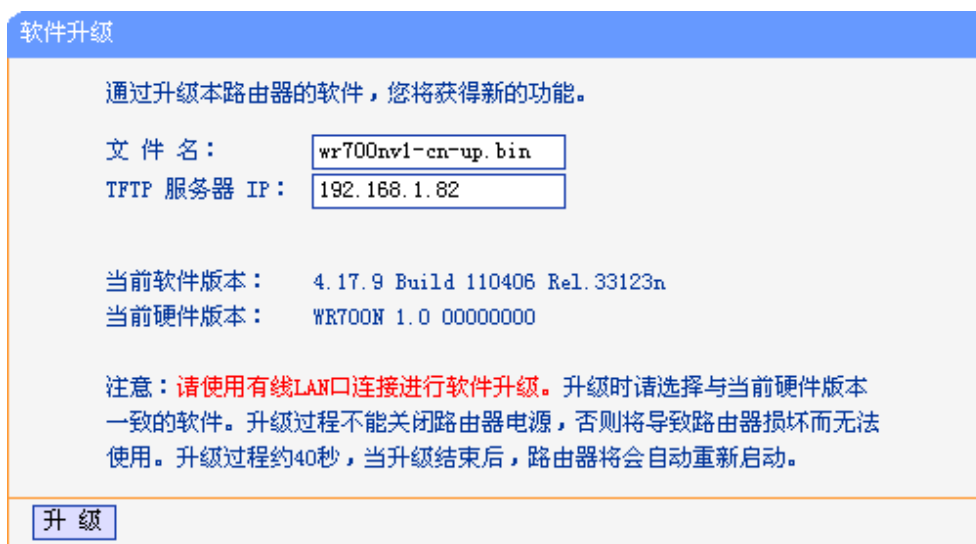 软件升级
通过升级本路由器的软件，您将获得新的功能。
文 件 名： wr700nv1-cn-up.bin
TFTP 服务器 IP： 192.168.1.82
当前软件版本： 4.17.9 Build 110406 Rel.33123n
当前硬件版本： WR700N 1.0 00000000
注意：请使用有线LAN口连接进行软件升级。升级时请选择与当前硬件版本
一致的软件。升级过程不能关闭路由器电源，否则将导致路由器损坏而无法
使用。升级过程约40秒，当升级结束后，路由器将会自动重新启动。
升 级